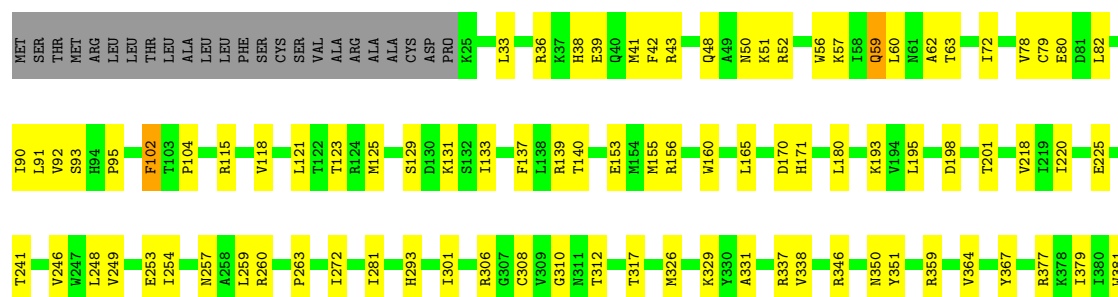 MET SER THR MET ARG LEU LEU THR LEU ALA LEU LEU PHE SER CYS SER VAL ALA ARG ALA ALA CYS ASP PRO K25 L33 R36 K37 H38 E39 Q40 M41 F42 R43 Q48 A49 N50 K51 R52 W56 K57 I58 Q59 L60 N61 A62 T63 I72 V78 C79 E80 D81 L82
I90 L91 V92 S93 H94 P95 F102 T103 P104 R115 V118 L121 T122 T123 R124 M125 S129 D130 K131 S132 I133 F137 L138 R139 T140 E153 M154 M155 R156 W160 L165 D170 H171 L180 K193 V194 L195 D198 T201 V218 I219 I220 E225
T241 V246 W247 L248 V249 E253 I254 N257 A258 L259 R260 P263 I272 I281 H293 I301 R306 G307 C308 V309 G310 N311 T312 T317 M326 K329 Y330 A331 R337 V338 R346 N350 Y351 R359 V364 Y367 R377 K378 I379 I380